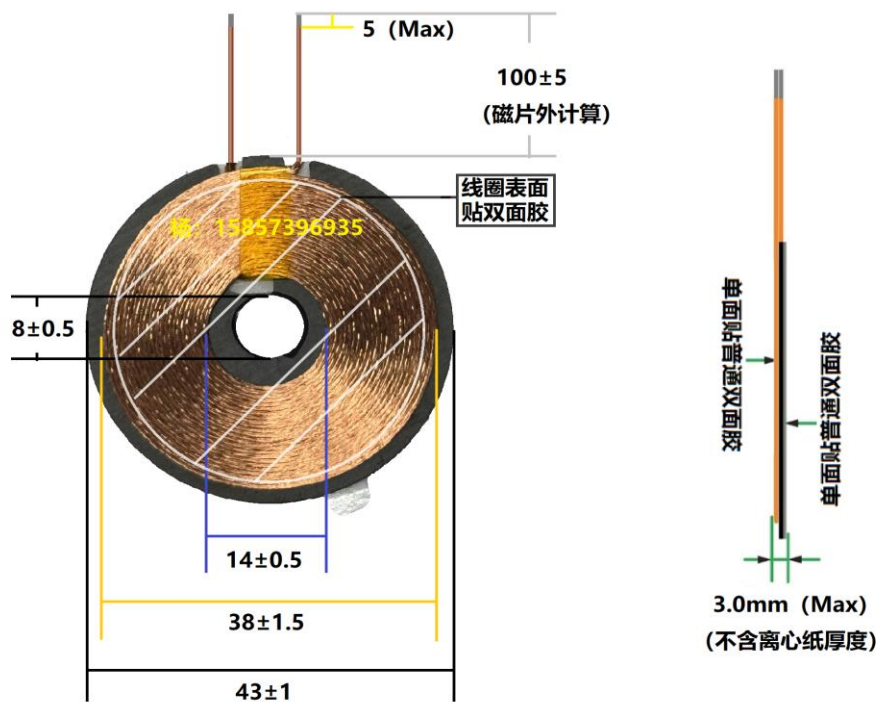 5（Max）
100±5
(磁片外计算)
线圈表面
贴双面胶
杨：15857396935
8±0.5
14±0.5
38±1.5
43±1
单面贴普通双面胶
单面贴普通双面胶
3.0mm（Max）
(不含离心纸厚度)